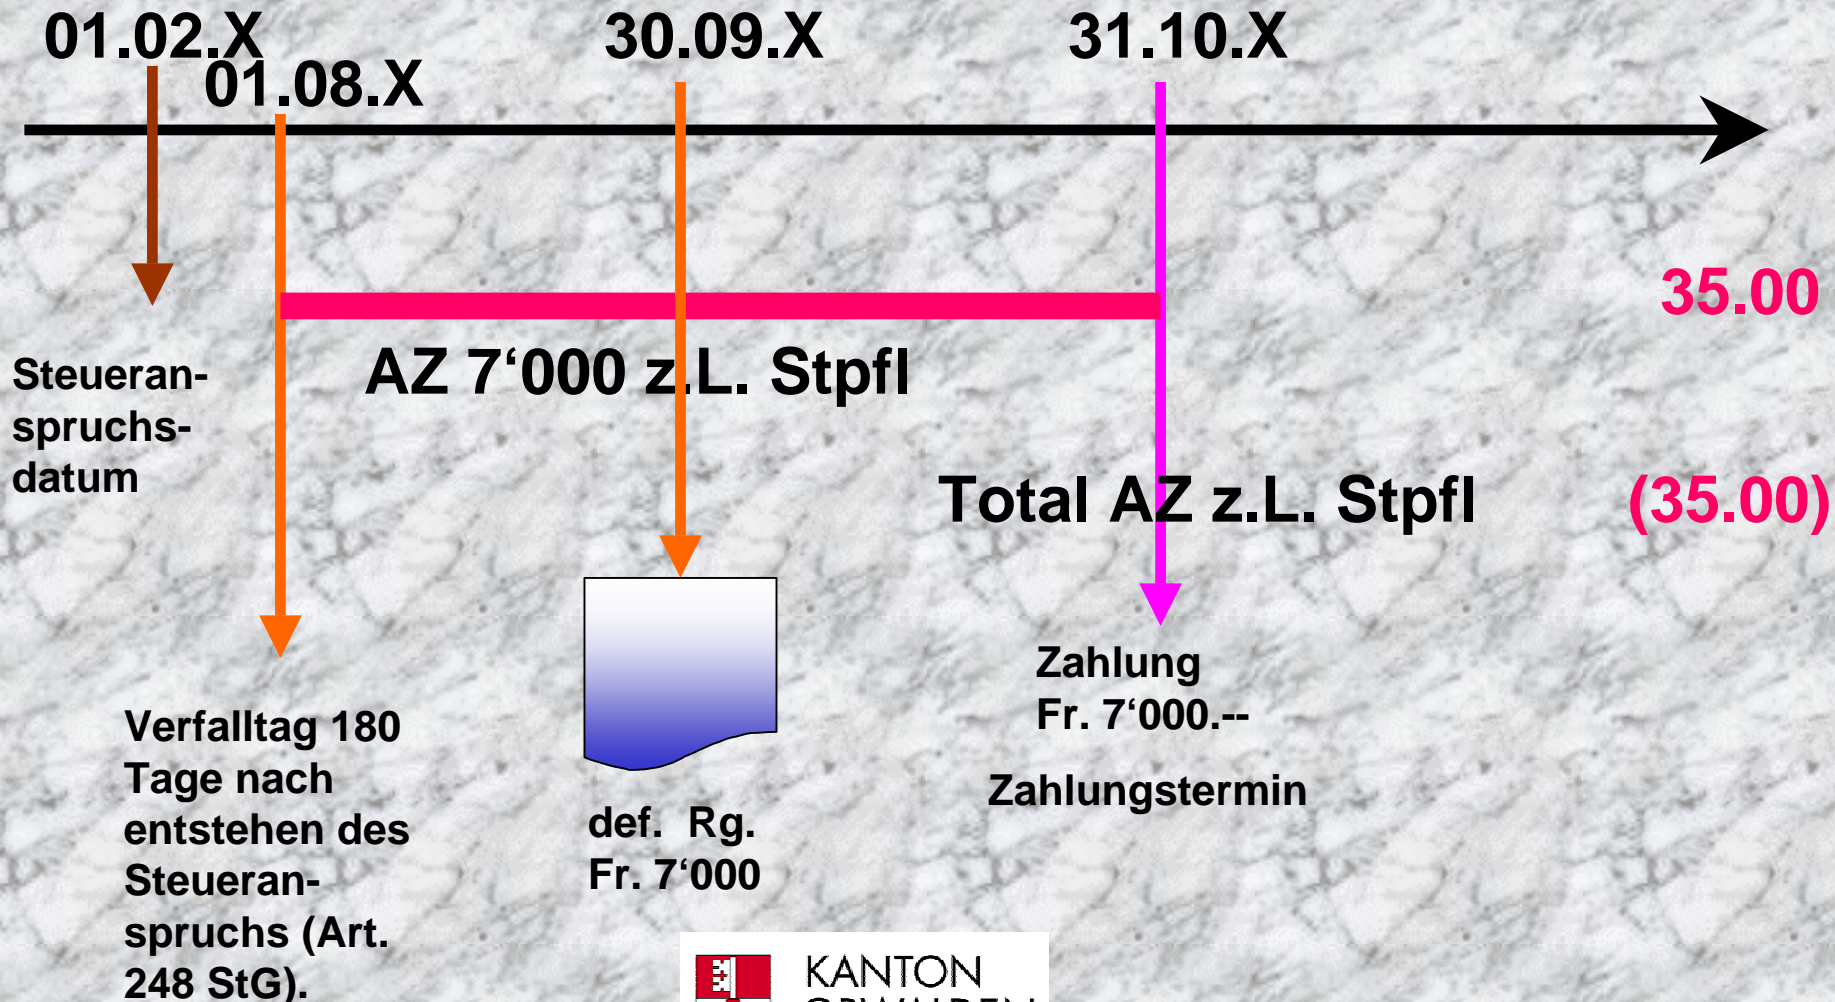 01.02.X
01.08.X
30.09.X
31.10.X
35.00
AZ 7‘000 z.L. Stpfl
Steueran-
spruchs-
datum
Total AZ z.L. Stpfl (35.00)
Zahlung
Fr. 7‘000.--
Zahlungstermin
Verfalltag 180
Tage nach
entstehen des
Steueran-
spruchs (Art.
248 StG).
def. Rg.
Fr. 7‘000
KANTON
OBWALDEN